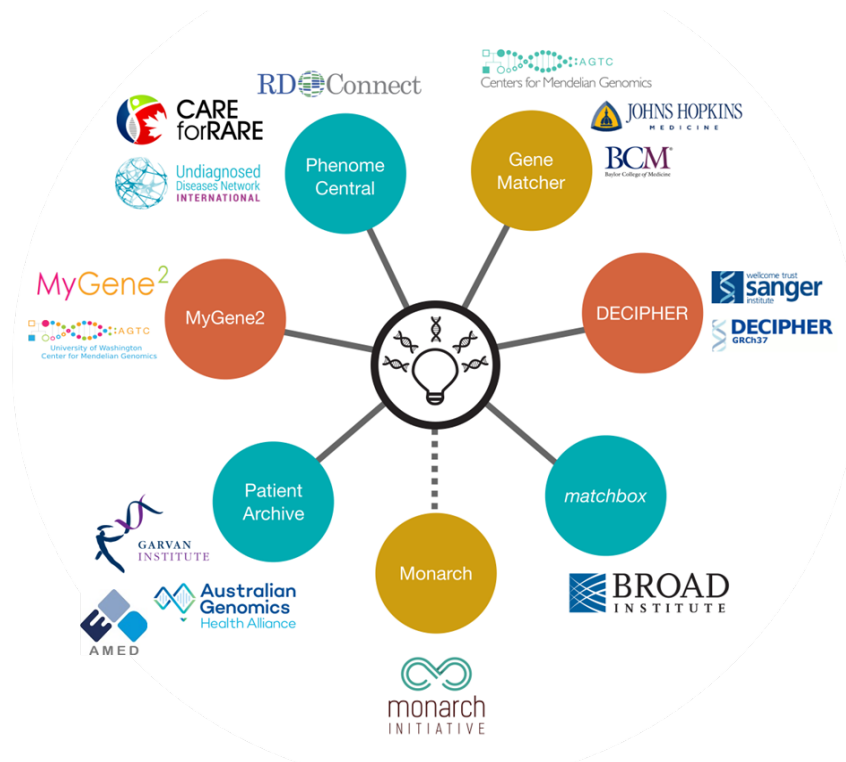 RD Connect
AGTC
Centers for Mendelian Genomics
CARE
forRARE
JOHNS HOPKINS
MEDICINE
Phenome
Central
Gene
Matcher
BCM®
Baylor College of Medicine
Undiagnosed
Diseases Network
INTERNATIONAL
MyGene2
MyGene2
DECIPHER
wellcome trust
sanger
institute
AGTC
University of Washington
Center for Mendelian Genomics
DECIPHER
GRCh37
Patient
Archive
matchbox
GARVAN
INSTITUTE
Monarch
BROAD
INSTITUTE
Australian
Genomics
Health Alliance
AMED
monarch
INITIATIVE